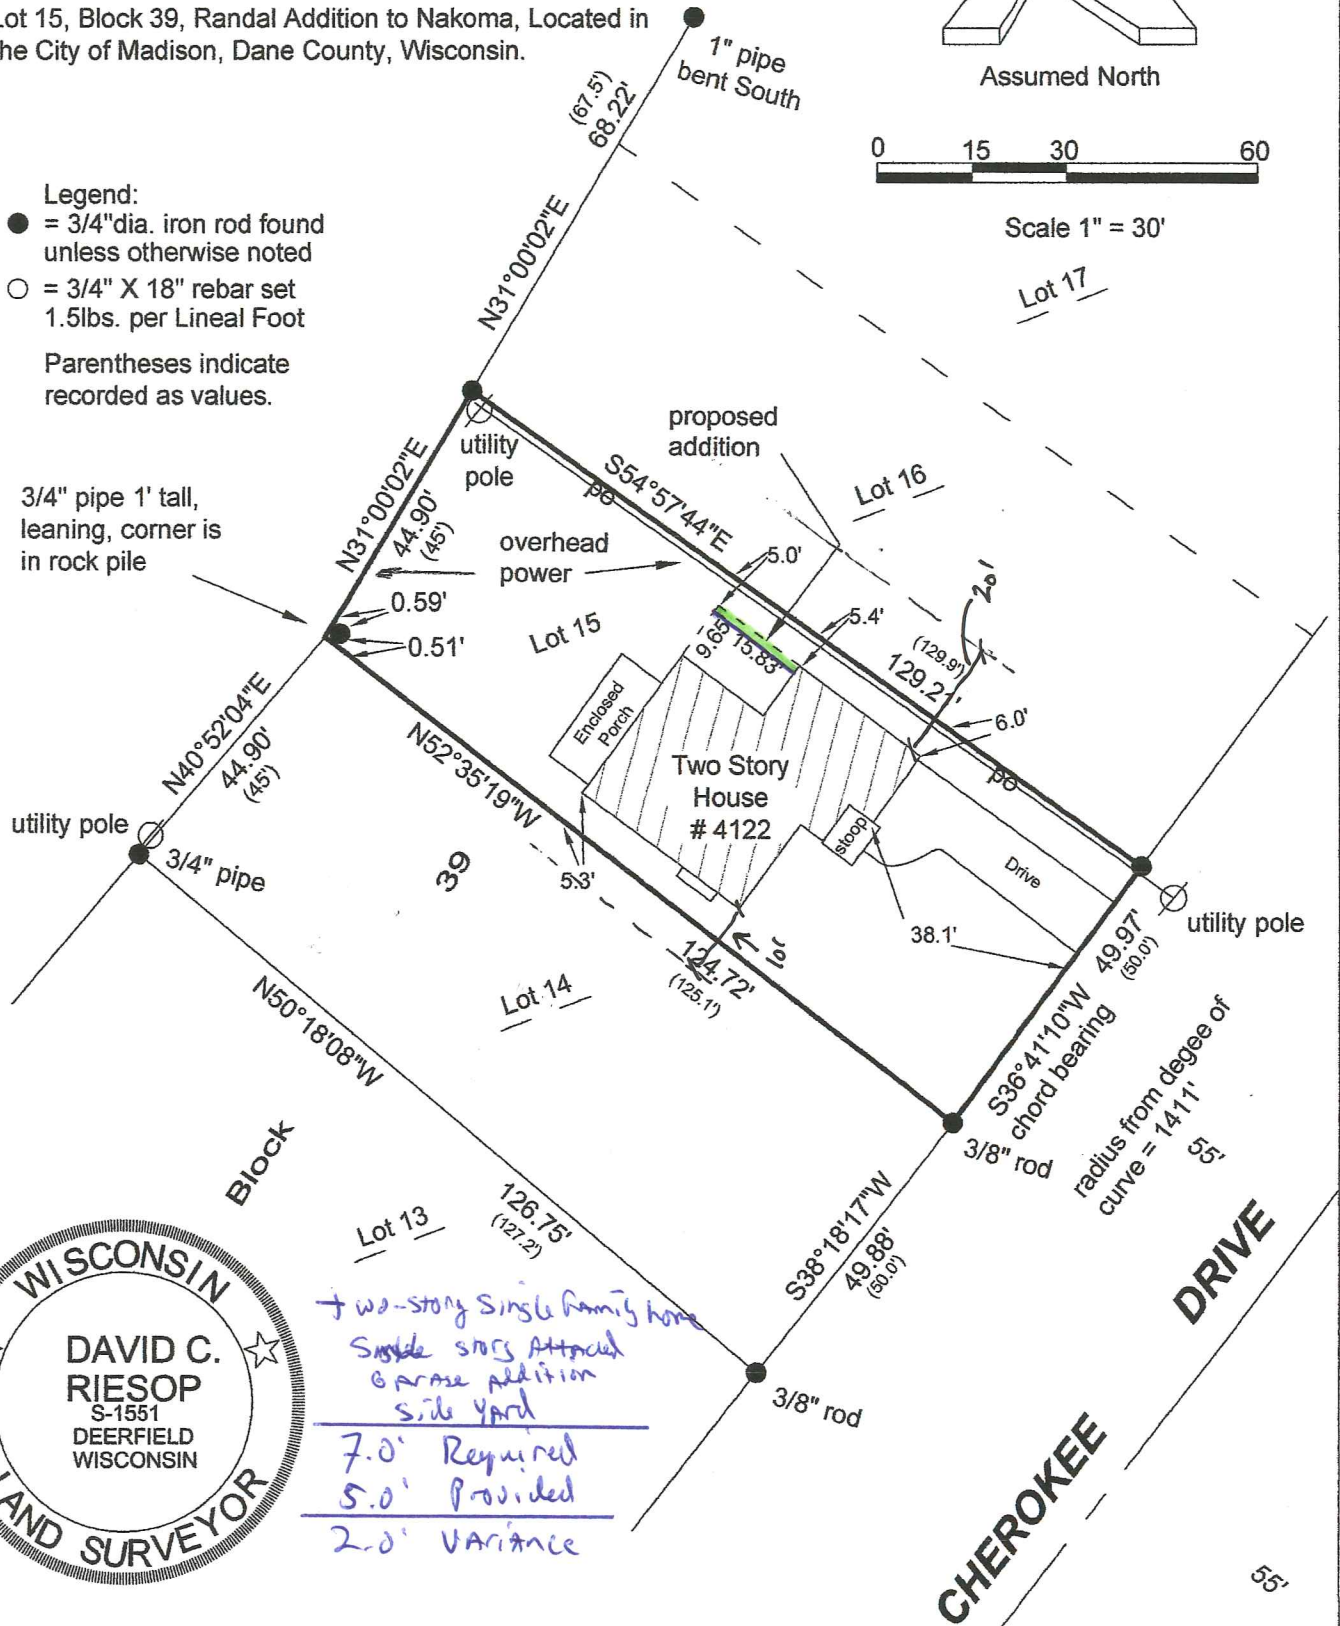 Lot 15, Block 39, Randal Addition to Nakoma, Located in
the City of Madison, Dane County, Wisconsin.
1" pipe
bent South
Assumed North
(67.5')
68.22'
0 15 30 60
Scale 1" = 30'
Legend:
= 3/4"dia. iron rod found
unless otherwise noted
= 3/4" X 18" rebar set
1.5lbs. per Lineal Foot
Parentheses indicate
recorded as values.
N31°00'02"E
Lot 17
utility
pole
proposed
addition
3/4" pipe 1' tall,
leaning, corner is
in rock pile
N31°00'02"E
44.90'
(45')
S54°57'44"E
po
Lot 16
overhead
power
5.0'
20'
0.59'
0.51'
Lot 15
9.65'
15.83'
5.4'
(129.9')
129.21'
6.0'
Enclosed
Porch
N40°52'04"E
44.90'
(45')
N52°35'19"W
Two Story
House
# 4122
po
stoop
Drive
utility pole
3/4" pipe
39
5.3'
38.1'
utility pole
10'
124.72'
(125.1')
49.97'
(50.0')
S36°41'10"W
chord bearing
radius from degee of
curve = 1411'
55'
Lot 14
N50°18'08"W
3/8" rod
Block
126.75'
(127.2')
Lot 13
S38°18'17"W
49.88'
(50.0')
DRIVE
WISCONSIN
DAVID C.
RIESOP
S-1551
DEERFIELD
WISCONSIN
LAND SURVEYOR
two-story Single family home
story Attached
Garage Addition
Side Yard
7.0' Required
5.0' Provided
2.0' Variance
3/8" rod
CHEROKEE
55'